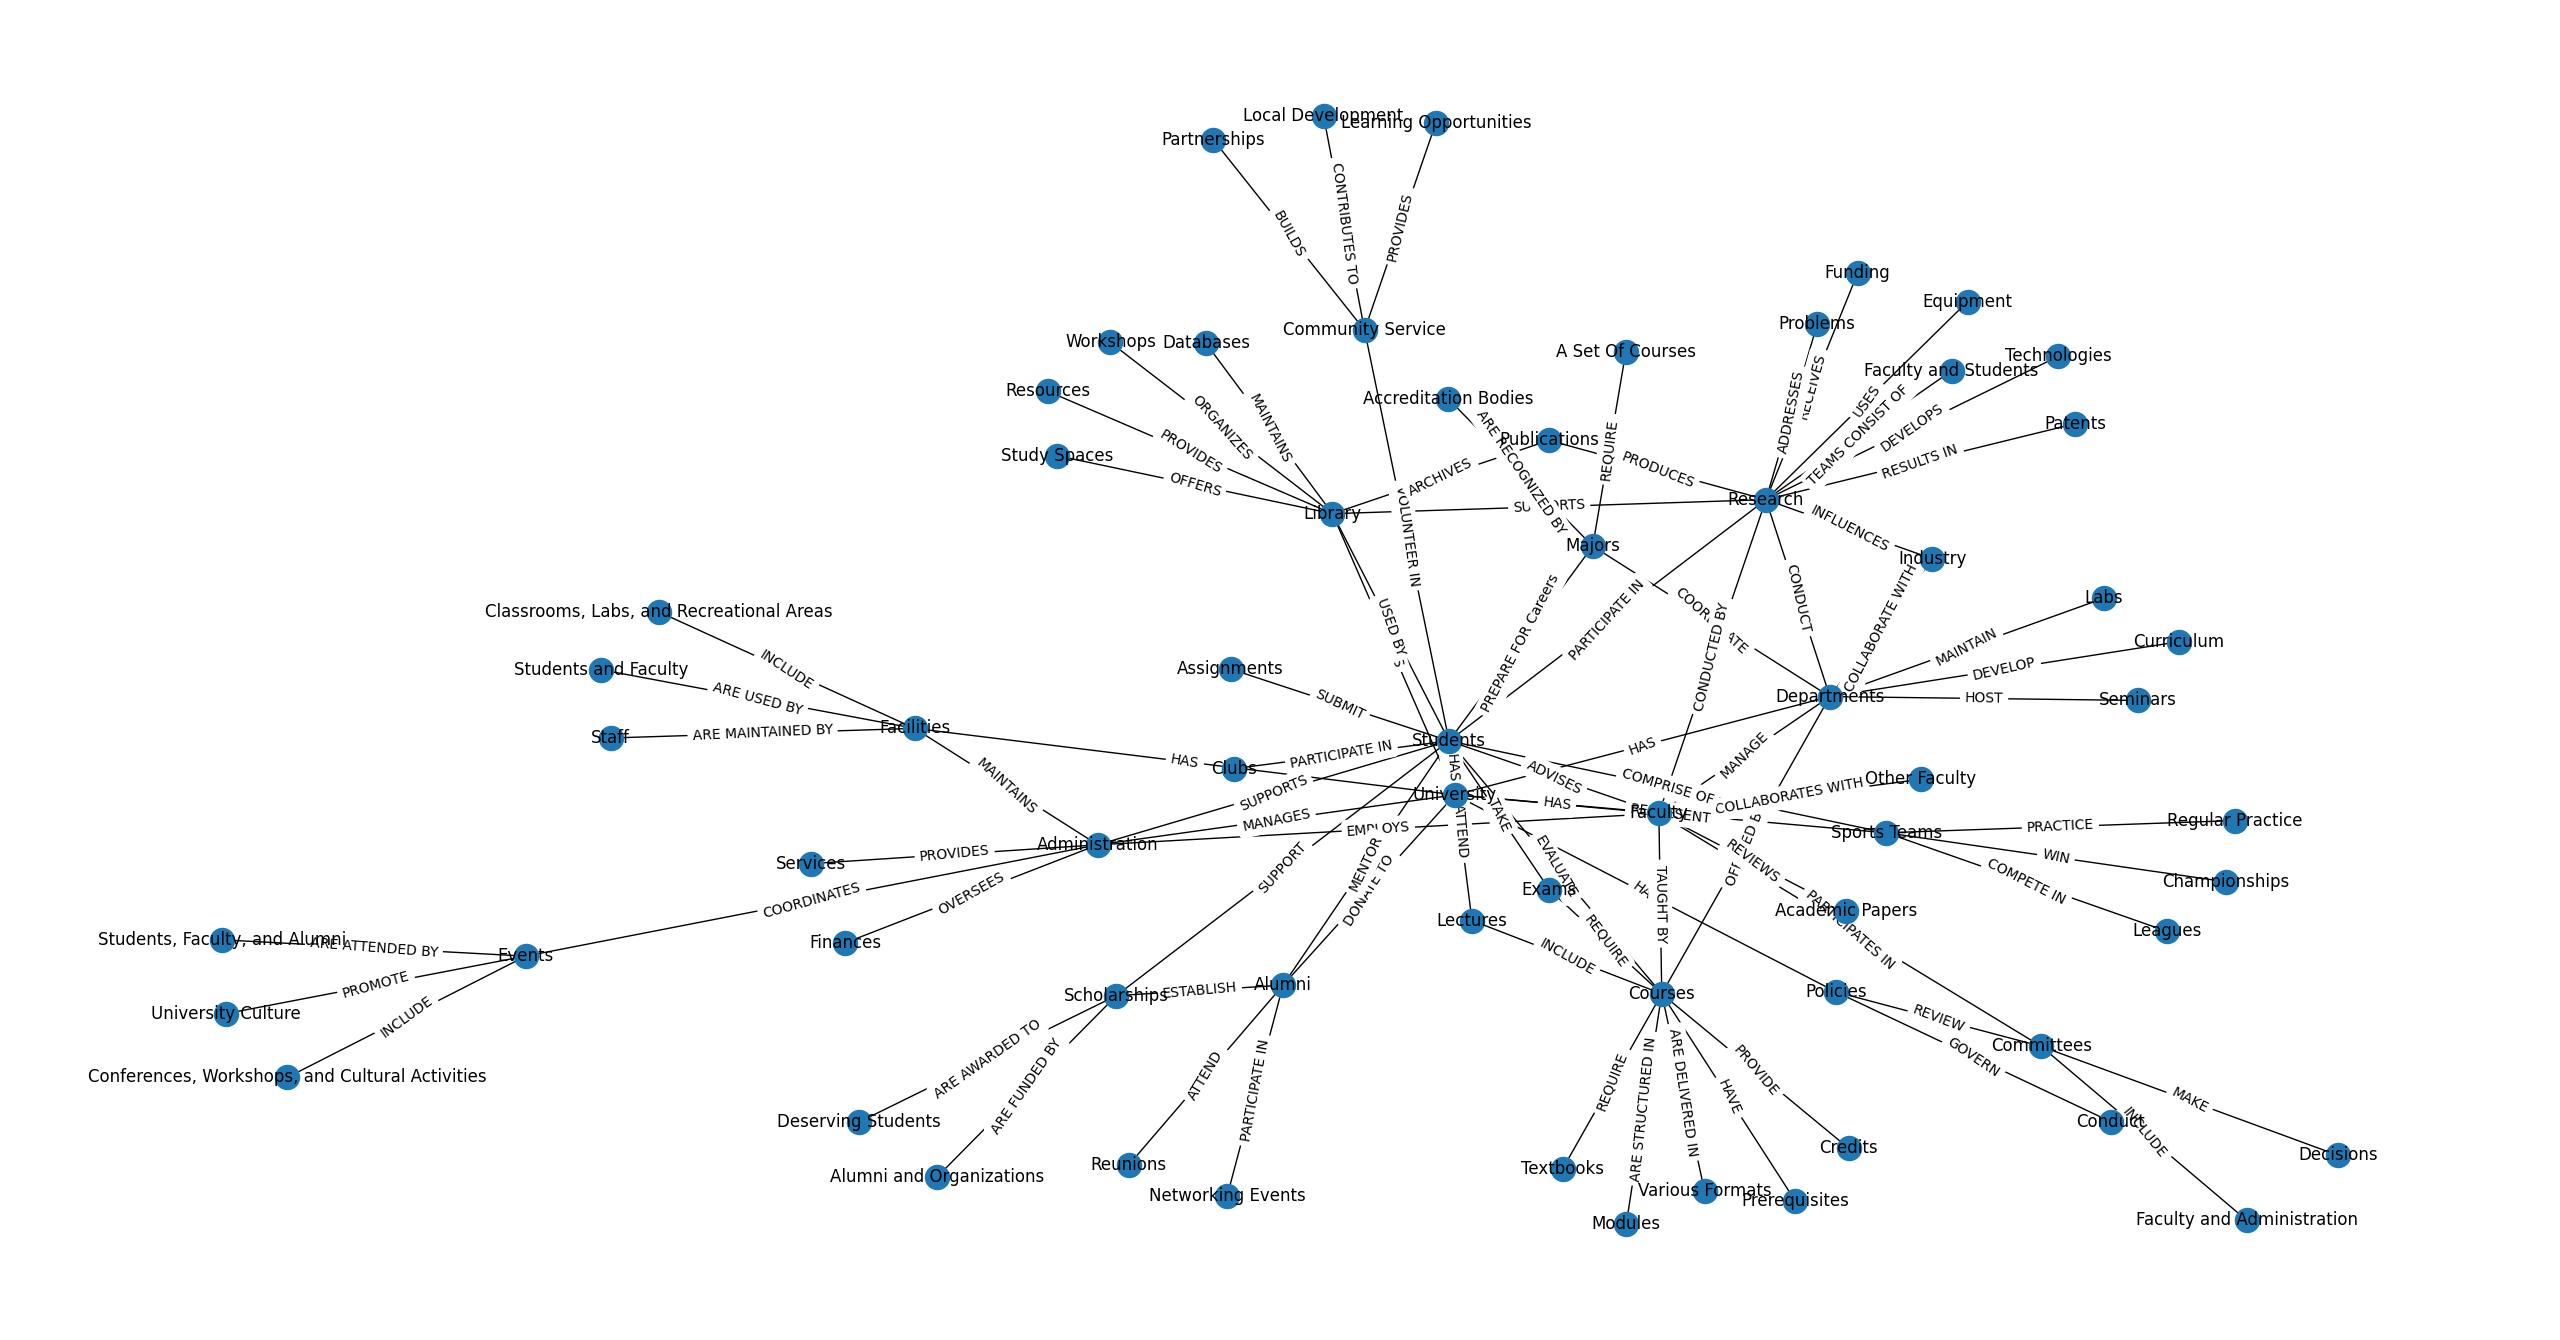 Local Development
Learning Opportunities
Partnerships
CONTRIBUTES TO
PROVIDES
BUILDS
Funding
Equipment
Community Service
Problems
Workshops
Databases
A Set Of Courses
Technologies
Faculty and Students
RECEIVES
Resources
Accreditation Bodies
ADDRESSES
USES
TEAMS CONSIST OF
DEVELOPS
Patents
ORGANIZES
MAINTAINS
Publications
ARE RECOGNIZED BY
REQUIRE
PROVIDES
Study Spaces
OFFERS
ARCHIVES
PRODUCES
RESULTS IN
Library
Research
VOLUNTEER IN
INFLUENCES
Majors
Industry
CONDUCT
Labs
Classrooms, Labs, and Recreational Areas
USED BY
PARTICIPATE IN
COLLABORATE WITH
PREPARE FOR Careers
CONDUCTED BY
MAINTAIN
Curriculum
INCLUDE
Students and Faculty
Assignments
DEVELOP
ARE USED BY
SUBMIT
Departments
HOST
Seminars
Facilities
Staff
ARE MAINTAINED BY
Students
HAS
PARTICIPATE IN
HAS
MANAGE
HAS
Clubs
ADVISES
COMPRISE OF
Other Faculty
COLLABORATES WITH
MAINTAINS
SUPPORTS
University
HAS
TAKE
Faculty
MANAGES
EMPLOYS
ATTEND
Sports Teams
PRACTICE
Regular Practice
Administration
Services
PROVIDES
MENTOR
EVALUATE
REVIEWS
WIN
SUPPORT
COMPETE IN
Championships
COORDINATES
OVERSEES
DONATE TO
Exams
TAUGHT BY
Academic Papers
Lectures
PARTICIPATES IN
Leagues
Finances
REQUIRE
Students, Faculty, and Alumni
ARE ATTENDED BY
Events
INCLUDE
PROMOTE
Scholarships
ESTABLISH
Alumni
Courses
Policies
University Culture
INCLUDE
REVIEW
Committees
GOVERN
ARE AWARDED TO
Conferences, Workshops, and Cultural Activities
ATTEND
PARTICIPATE IN
REQUIRE
ARE STRUCTURED IN
ARE DELIVERED IN
HAVE
PROVIDE
ARE FUNDED BY
MAKE
Deserving Students
Conduct
INCLUDE
Credits
Decisions
Alumni and Organizations
Reunions
Textbooks
Networking Events
Various Formats
Prerequisites
Modules
Faculty and Administration